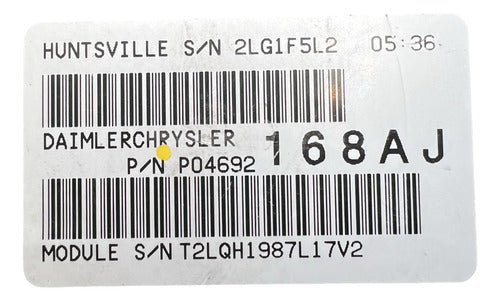 HUNTSVILLE S/N 2LG1F5L2 05:36
DAIMLERCHRYSLER
P/N P04692 168AJ
MODULE S/N T2LQH1987L17V2